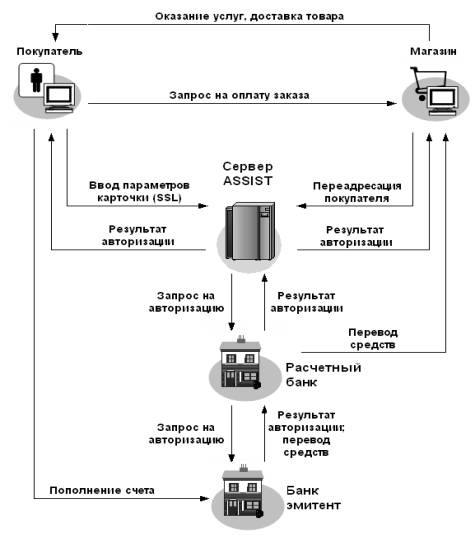 Оказание услуг, доставка товара
Покупатель
Магазин
Запрос на оплату заказа
Сервер
ASSIST
Ввод параметров
карточки (SSL)
Переадресация
покупателя
Результат
авторизации
Результат
авторизации
Запрос на
авторизацию
Результат
авторизации
Перевод
средств
Расчетный
банк
Запрос на
авторизацию
Результат
авторизации;
перевод
средств
Пополнение счета
Банк
эмитент